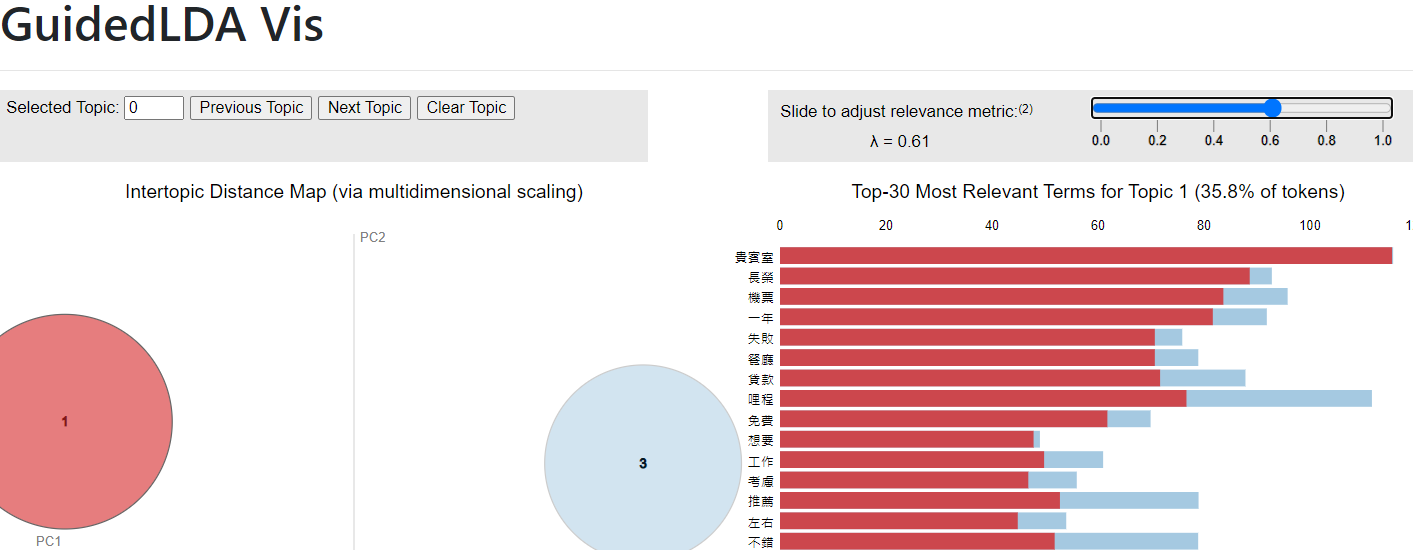 GuidedLDA Vis
Selected Topic: 0 Previous Topic Next Topic Clear Topic
Slide to adjust relevance metric:(2)
λ = 0.61
0.0 0.2 0.4 0.6 0.8 1.0
Intertopic Distance Map (via multidimensional scaling)
PC2
1
3
PC1
Top-30 Most Relevant Terms for Topic 1 (35.8% of tokens)
0 20 40 60 80 100 1
貴賓室
長榮
機票
一年
失敗
餐廳
貸款
哩程
免費
想要
工作
考慮
推薦
左右
不錯